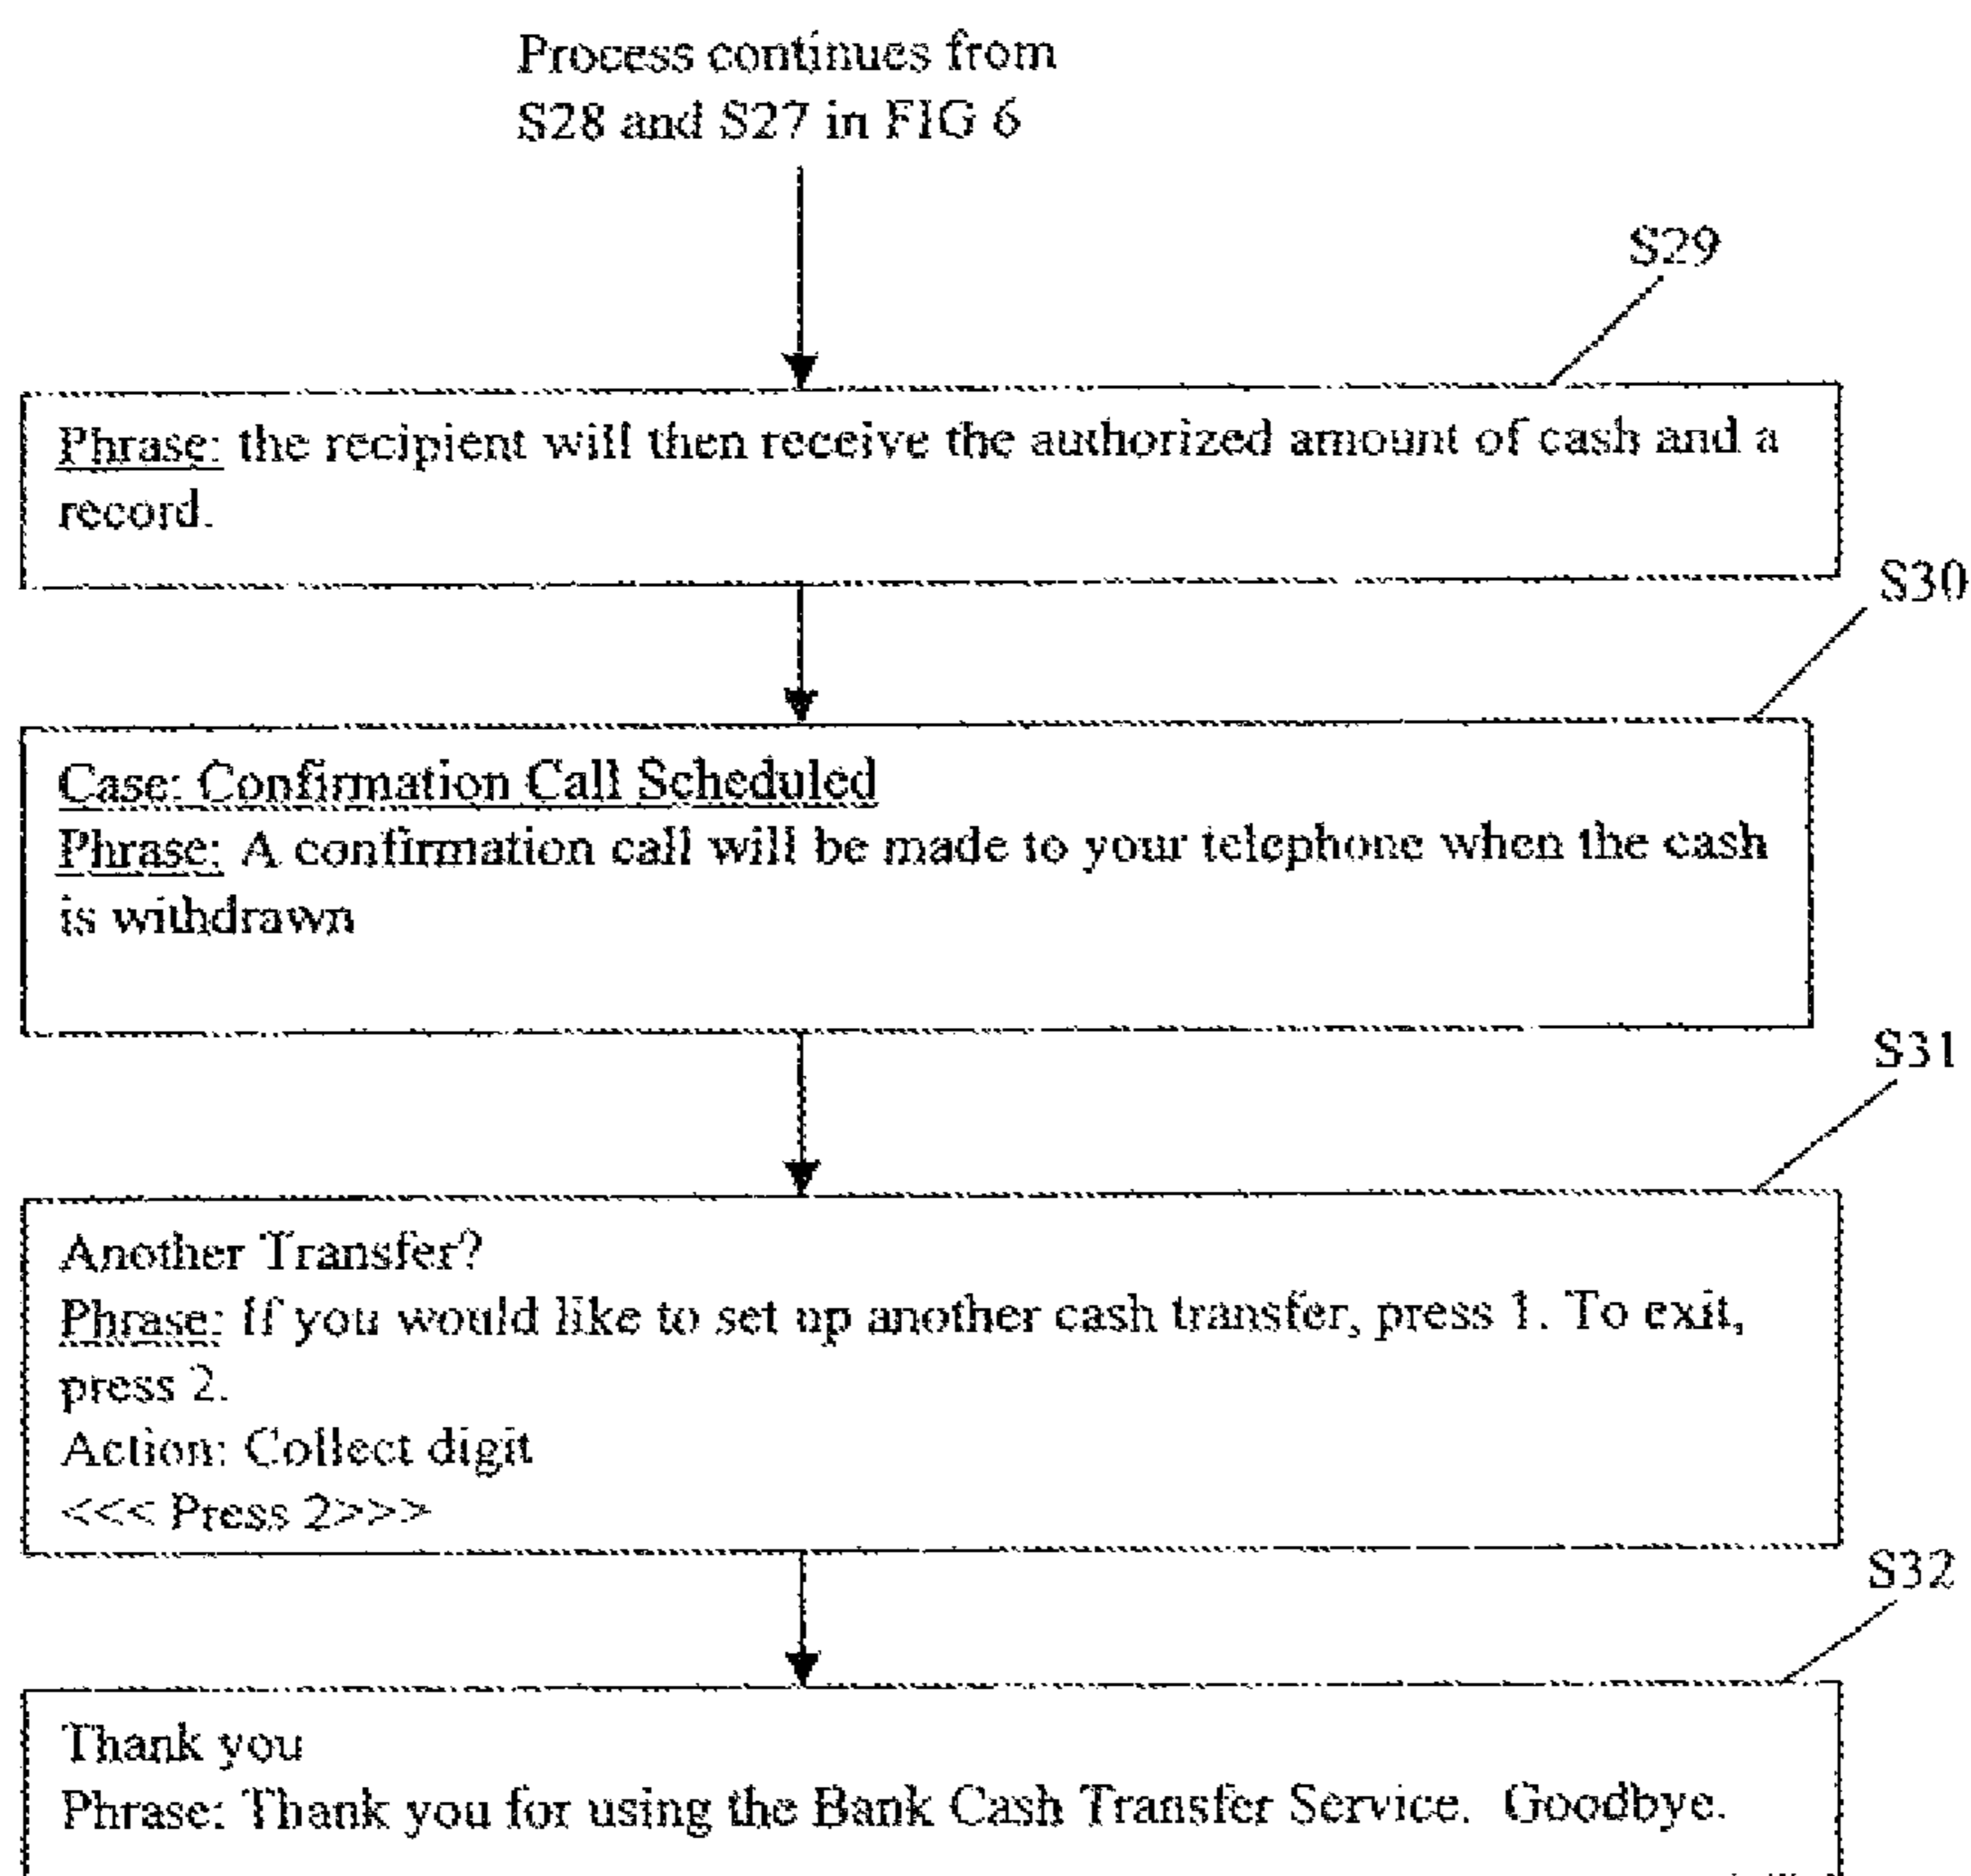 Process continues from
S28 and S27 in FIG 6
S29
Phrase: the recipient will then receive the authorized amount of cash and a
record.
S30
Case: Confirmation Call Scheduled
Phrase: A confirmation call will be made to your telephone when the cash
is withdrawn
S31
Another Transfer?
Phrase: If you would like to set up another cash transfer, press 1. To exit,
press 2.
Action: Collect digit
<<< Press 2>>>
S32
Thank you
Phrase: Thank you for using the Bank Cash Transfer Service. Goodbye.